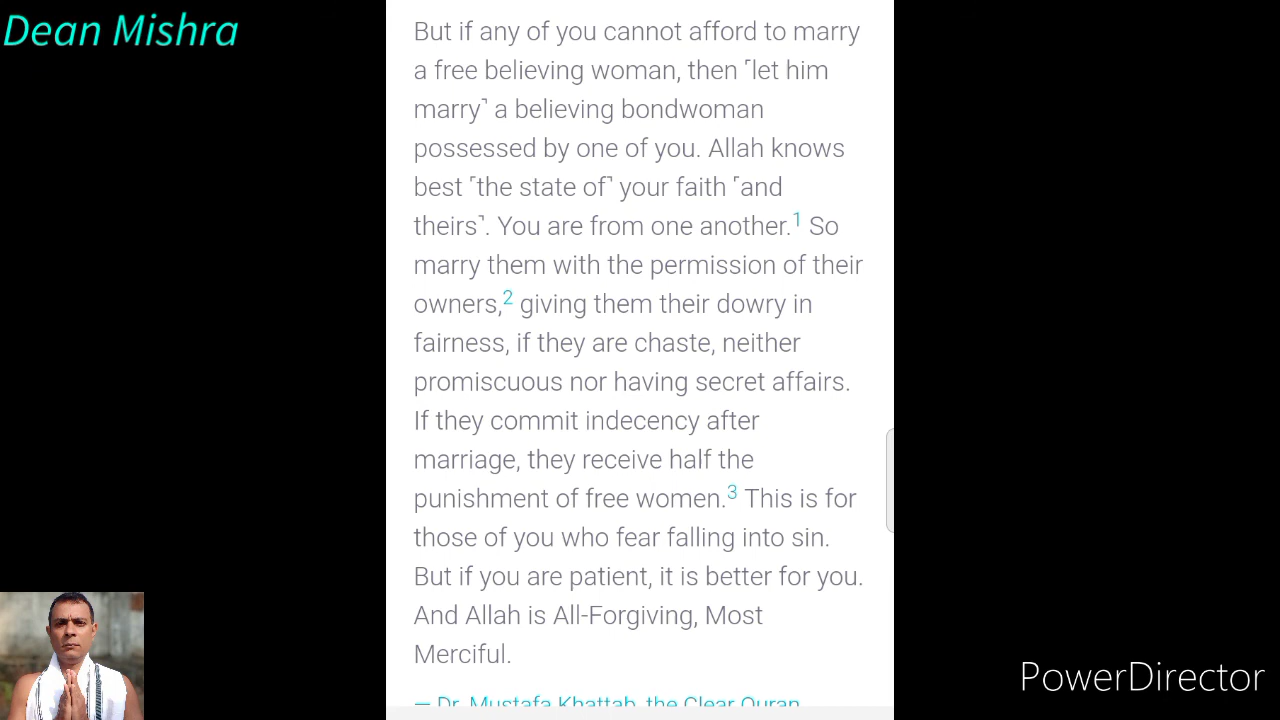 Dean Mishra
But if any of you cannot afford to marry
a free believing woman, then ˹let him
marry˺ a believing bondwoman
possessed by one of you. Allah knows
best ˹the state of˺ your faith ˹and
theirs˺. You are from one another.1 So
marry them with the permission of their
owners,2 giving them their dowry in
fairness, if they are chaste, neither
promiscuous nor having secret affairs.
If they commit indecency after
marriage, they receive half the
punishment of free women.3 This is for
those of you who fear falling into sin.
But if you are patient, it is better for you.
And Allah is All-Forgiving, Most
Merciful.
— Dr. Mustafa Khattab, the Clear Quran
PowerDirector